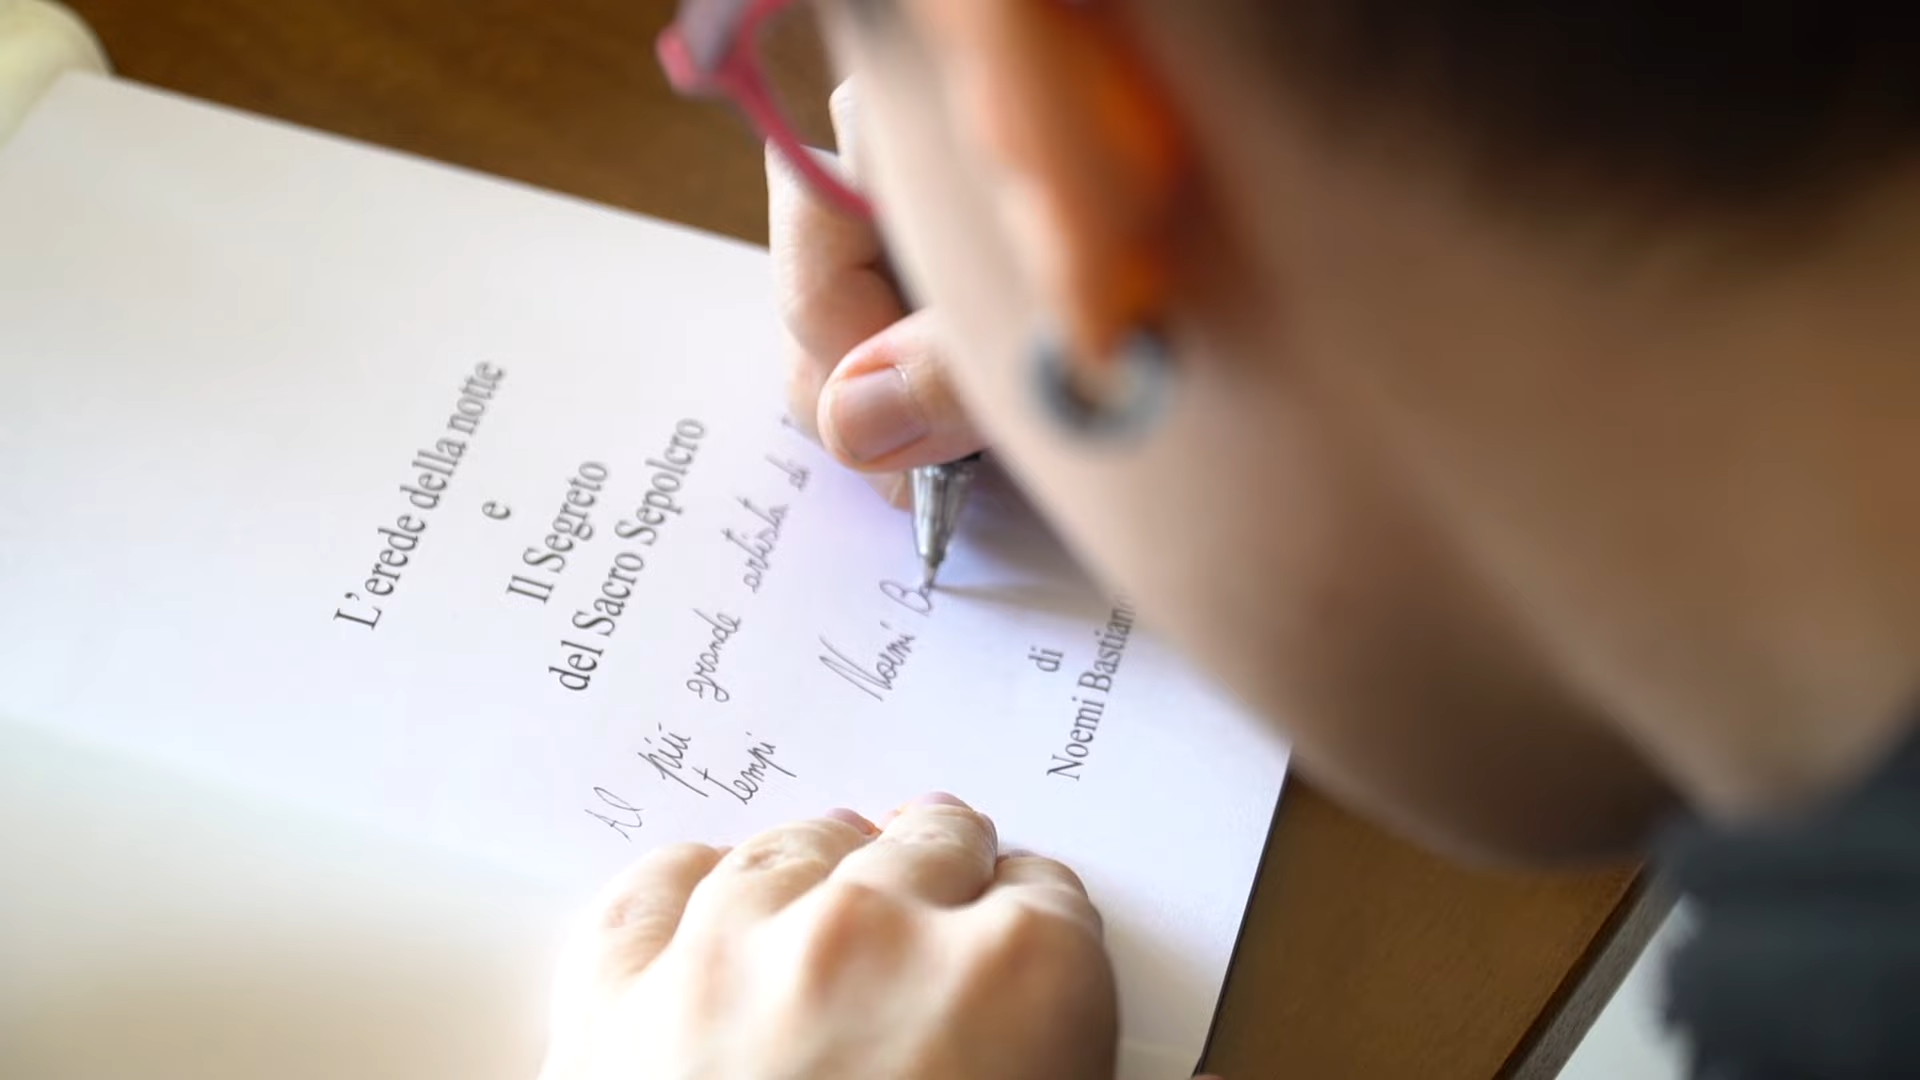 L'erede della notte
e
Il Segreto
del Sacro Sepolcro
Al più grande artista di
tempi
Noemi B
di
Noemi Bastian